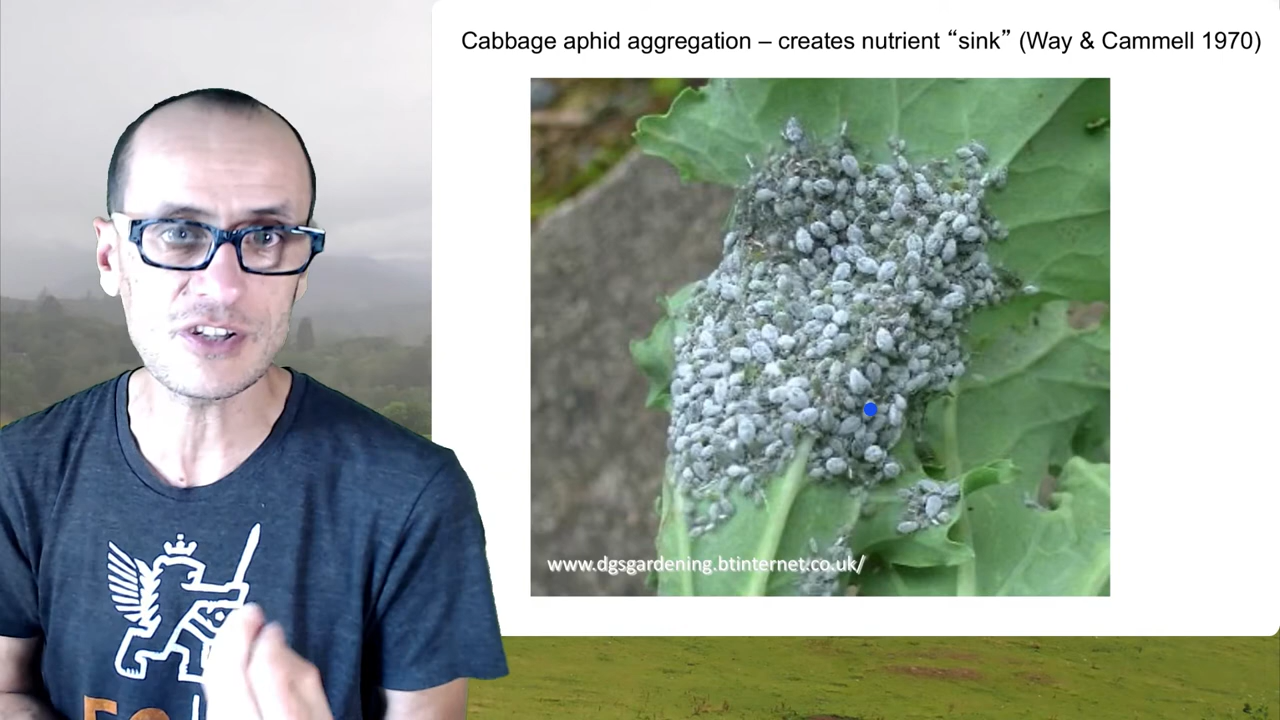 Cabbage aphid aggregation – creates nutrient “sink” (Way & Cammell 1970)
www.dgsgardening.btinternet.co.uk/